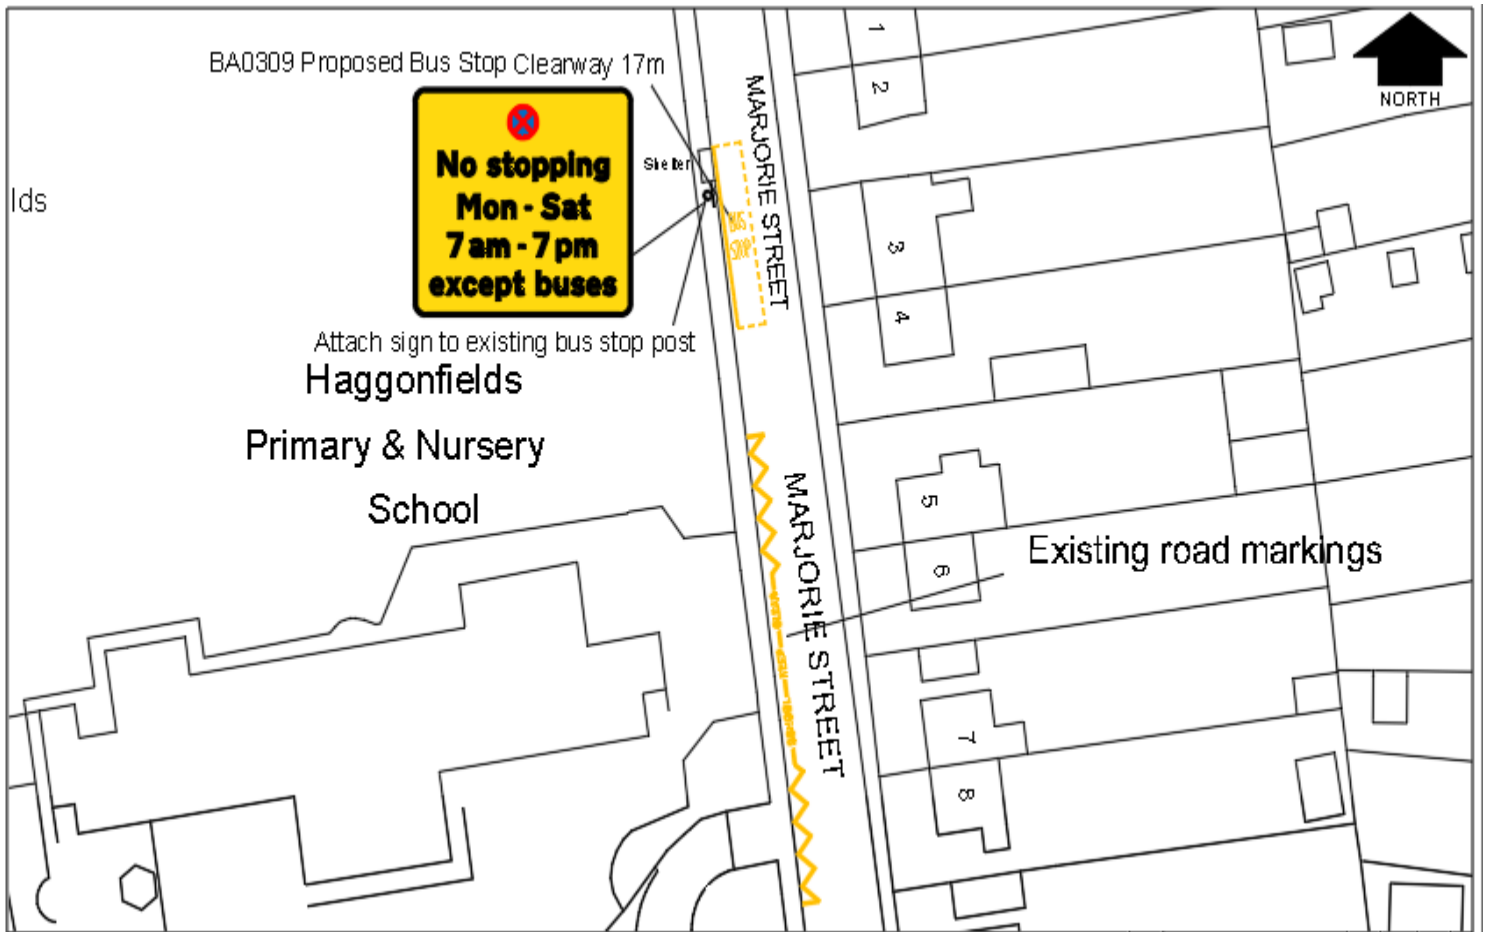 BA0309 Proposed Bus Stop Clearway 17m
NORTH
No stopping
Mon - Sat
7 am - 7 pm
except buses
Shelter
lds
Attach sign to existing bus stop post
BUS
STOP
MARJORIE STREET
Haggonfields
Primary & Nursery
School
MARJORIE STREET
Existing road markings
1
2
3
4
5
6
7
8